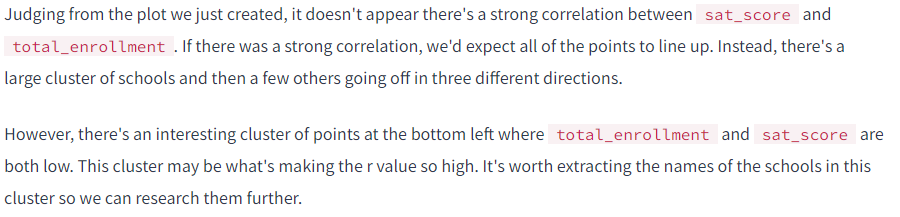 Judging from the plot we just created, it doesn't appear there's a strong correlation between sat_score and
total_enrollment . If there was a strong correlation, we'd expect all of the points to line up. Instead, there's a
large cluster of schools and then a few others going off in three different directions.
However, there's an interesting cluster of points at the bottom left where total_enrollment and sat_score are
both low. This cluster may be what's making the r value so high. It's worth extracting the names of the schools in this
cluster so we can research them further.